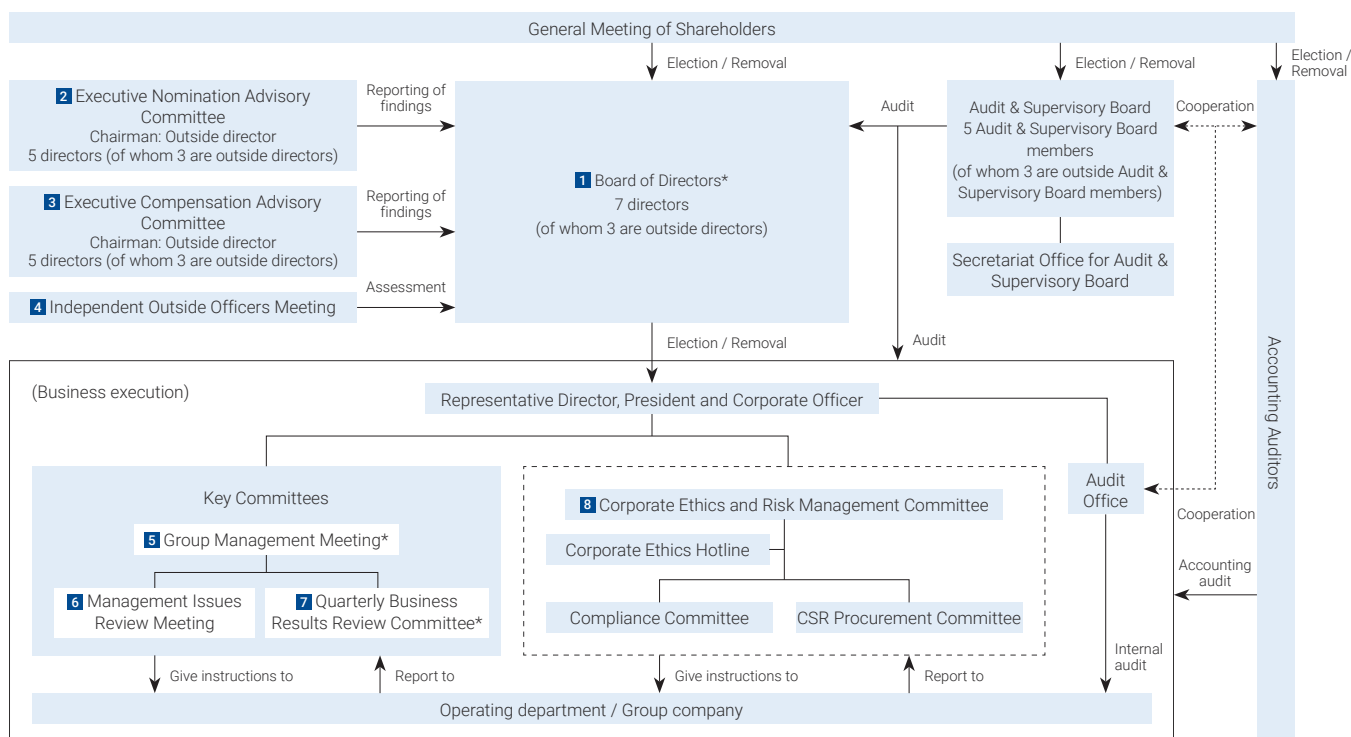 General Meeting of Shareholders
Election / Removal
Election / Removal
Election /
Removal
2 Executive Nomination Advisory
Committee
Chairman: Outside director
5 directors (of whom 3 are outside directors)
Reporting of
findings
3 Executive Compensation Advisory
Committee
Chairman: Outside director
5 directors (of whom 3 are outside directors)
Reporting of
findings
4 Independent Outside Officers Meeting
Assessment
1 Board of Directors*
7 directors
(of whom 3 are outside directors)
Audit
Audit & Supervisory Board
5 Audit & Supervisory Board
members
(of whom 3 are outside Audit &
Supervisory Board members)
Cooperation
Secretariat Office for Audit &
Supervisory Board
Accounting Auditors
Election / Removal
Audit
(Business execution)
Representative Director, President and Corporate Officer
Key Committees
5 Group Management Meeting*
6 Management Issues
Review Meeting
7 Quarterly Business
Results Review Committee*
8 Corporate Ethics and Risk Management Committee
Corporate Ethics Hotline
Compliance Committee
CSR Procurement Committee
Audit
Office
Cooperation
Accounting
audit
Internal
audit
Give instructions to
Report to
Give instructions to
Report to
Operating department / Group company